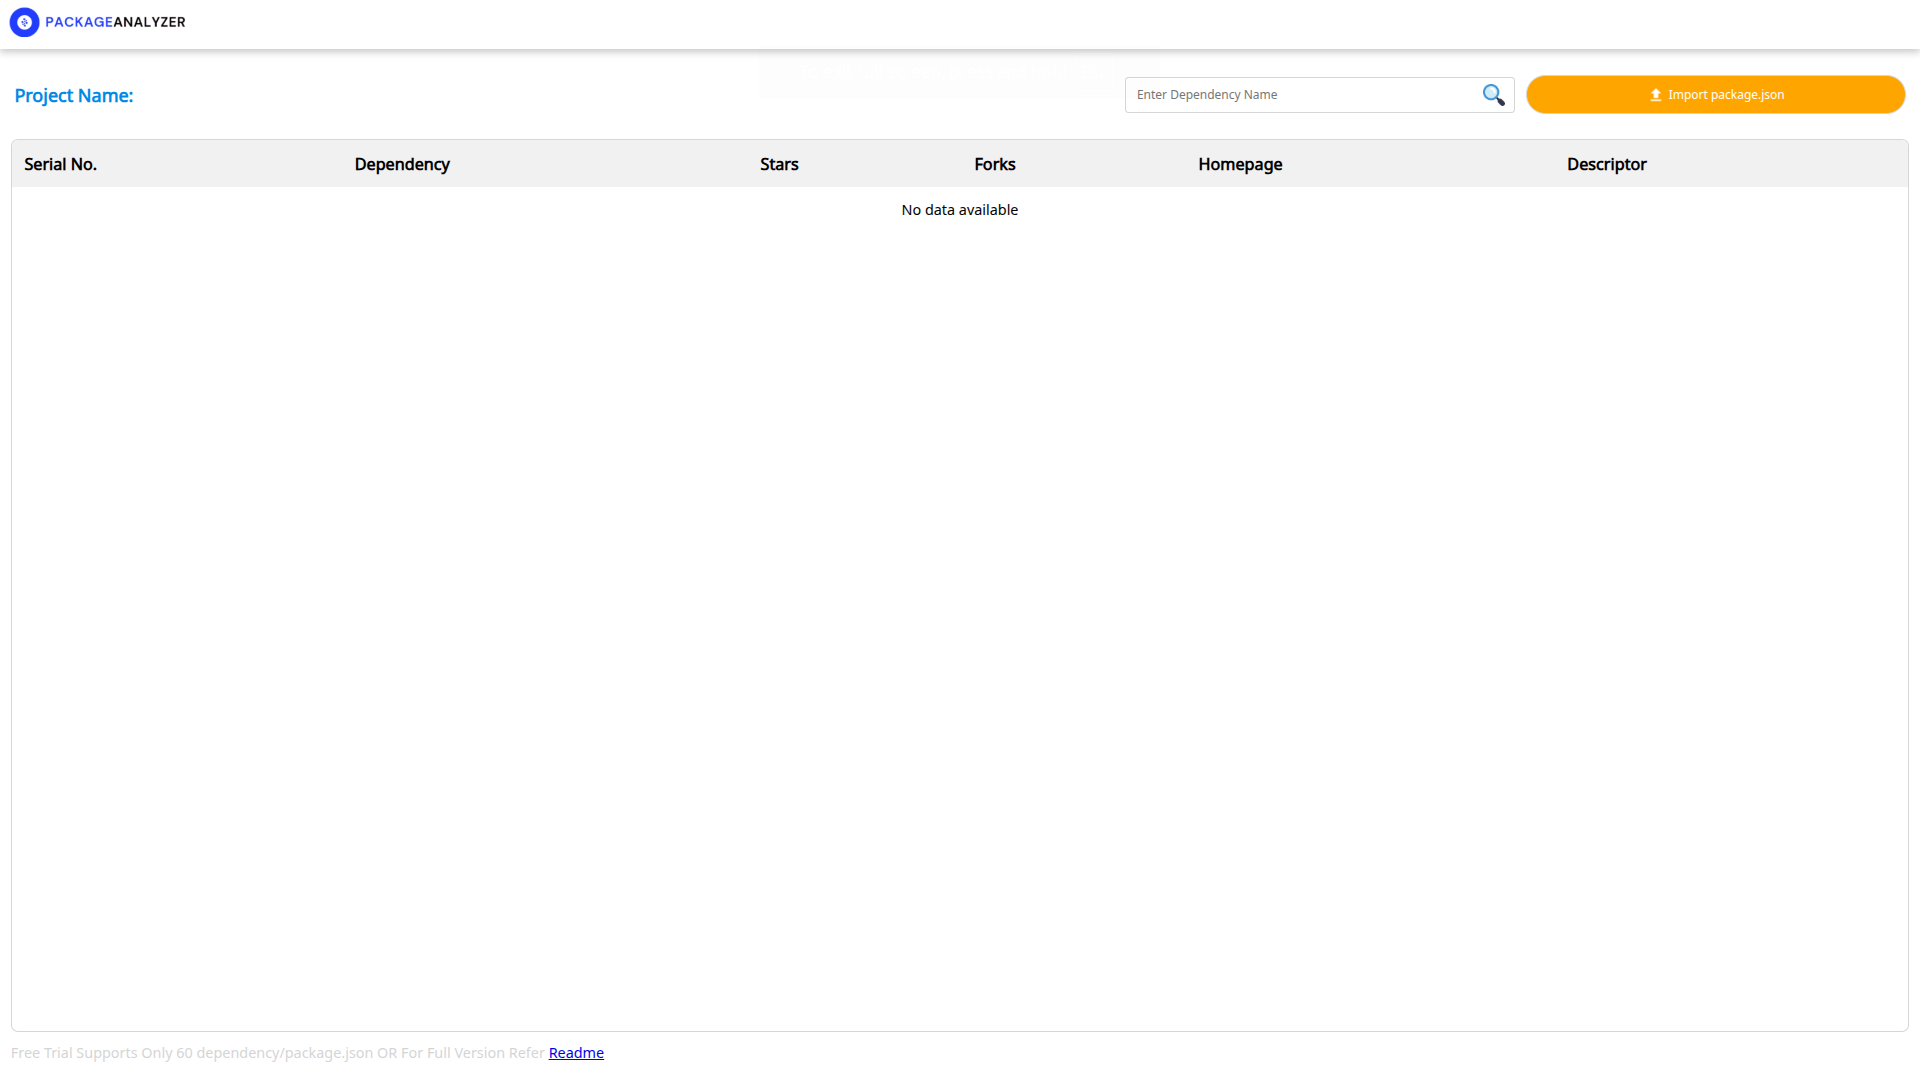 PACKAGEANALYZER
Project Name:
Enter Dependency Name
Import package.json
Serial No. Dependency Stars Forks Homepage Descriptor
No data available
Free Trial Supports Only 60 dependency/package.json OR For Full Version Refer Readme